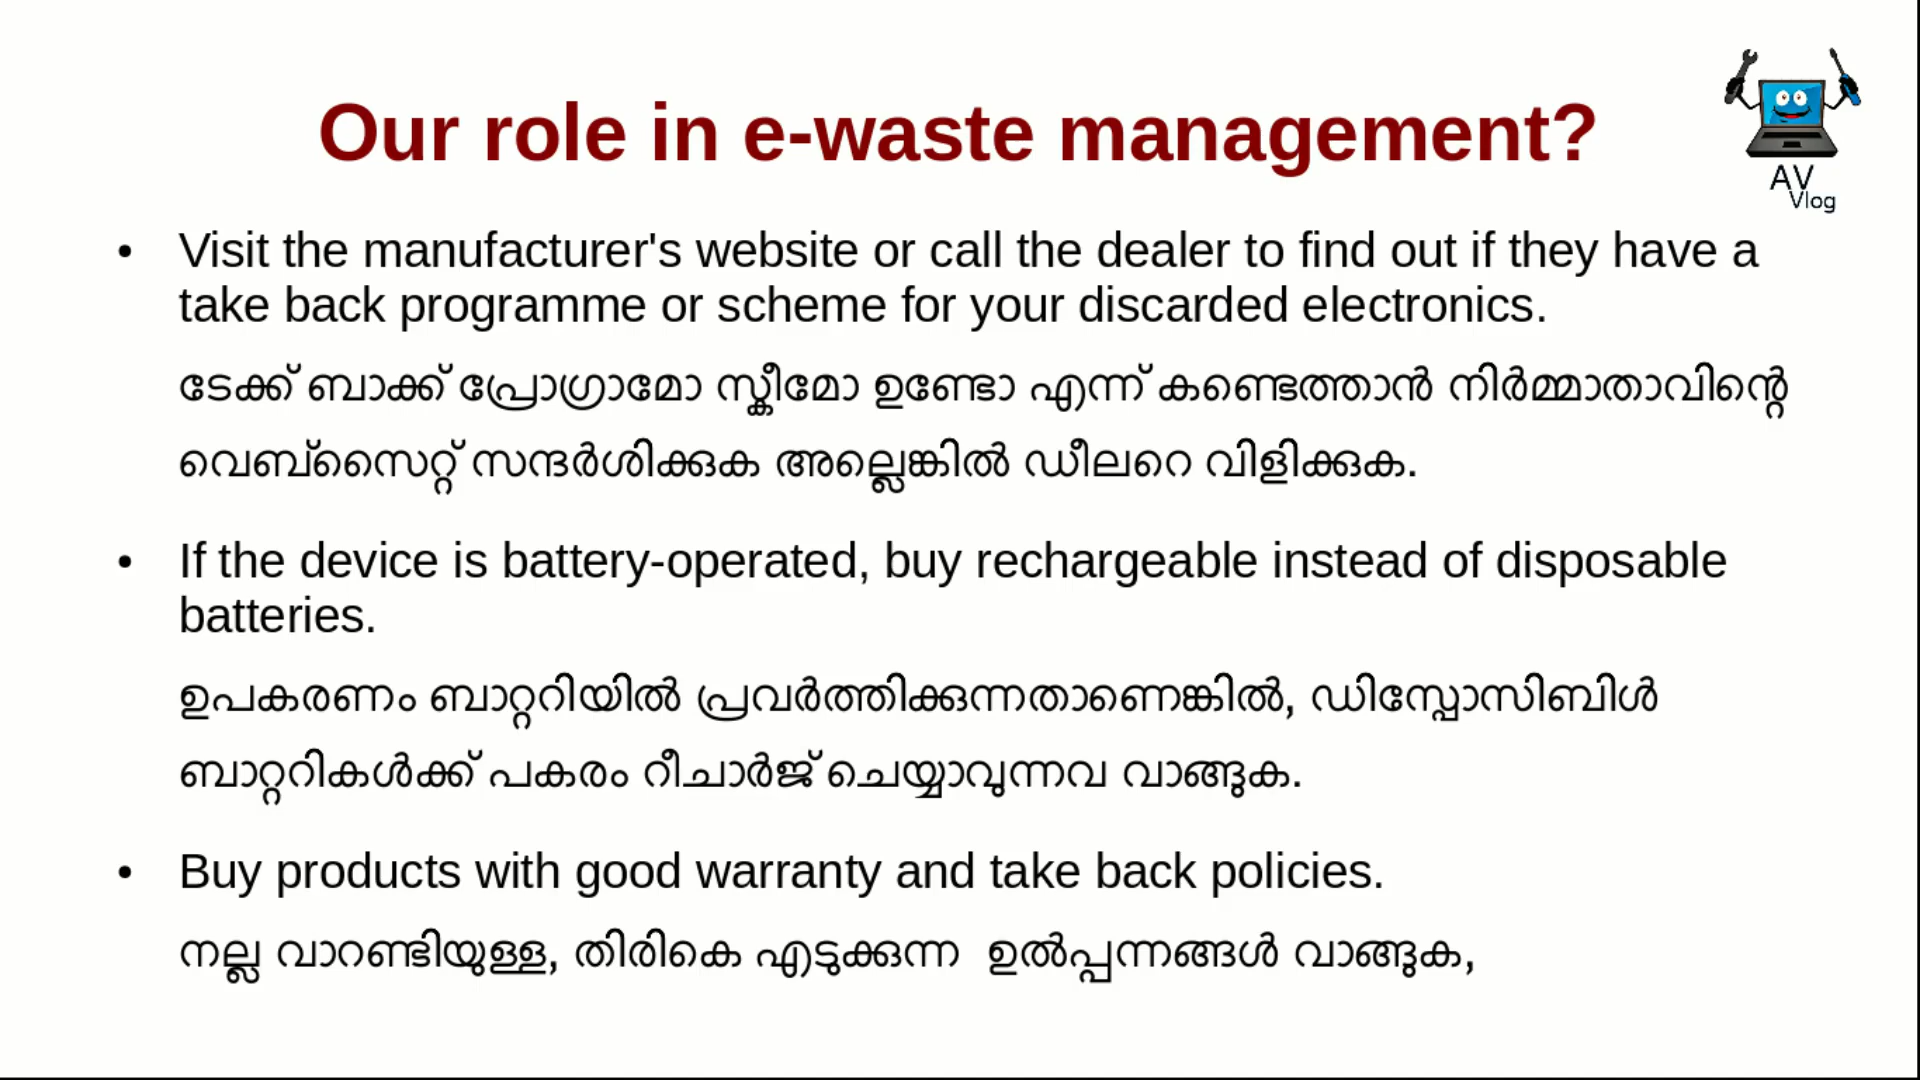 Our role in e-waste management?
AV
Vlog
• Visit the manufacturer's website or call the dealer to find out if they have a
take back programme or scheme for your discarded electronics.
ടേക്ക് ബാക്ക് പ്രോഗ്രാമോ സ്കീമോ ഉണ്ടോ എന്ന് കണ്ടെത്താൻ നിർമ്മാതാവിന്റെ
വെബ്സൈറ്റ് സന്ദർശിക്കുക അല്ലെങ്കിൽ ഡീലറെ വിളിക്കുക.
• If the device is battery-operated, buy rechargeable instead of disposable
batteries.
ഉപകരണം ബാറ്ററിയിൽ പ്രവർത്തിക്കുന്നതാണെങ്കിൽ, ഡിസ്പോസിബിൾ
ബാറ്ററികൾക്ക് പകരം റീചാർജ് ചെയ്യാവുന്നവ വാങ്ങുക.
• Buy products with good warranty and take back policies.
നല്ല വാറണ്ടിയുള്ള, തിരികെ എടുക്കുന്ന ഉൽപ്പന്നങ്ങൾ വാങ്ങുക,